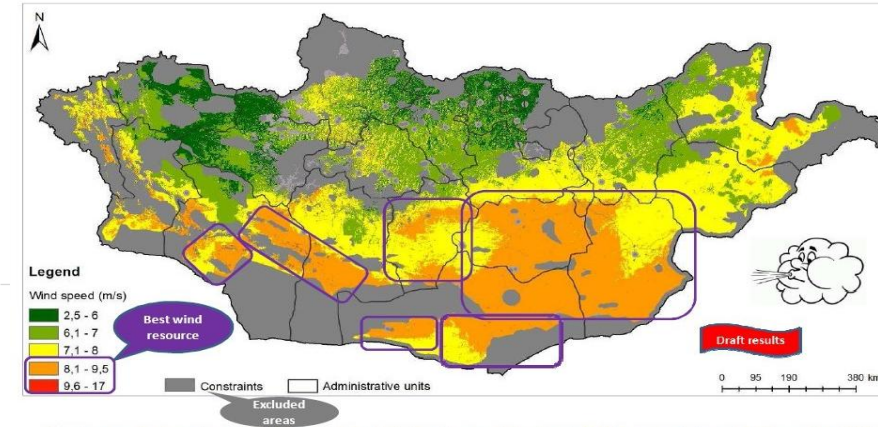 N
Legend
Wind speed (m/s)
2,5 - 6
6,1 - 7
7,1 - 8
8,1 - 9,5
9,6 - 17
Best wind
resource
Constraints
Administrative units
Excluded
areas
Draft results
0 95 190 380 km